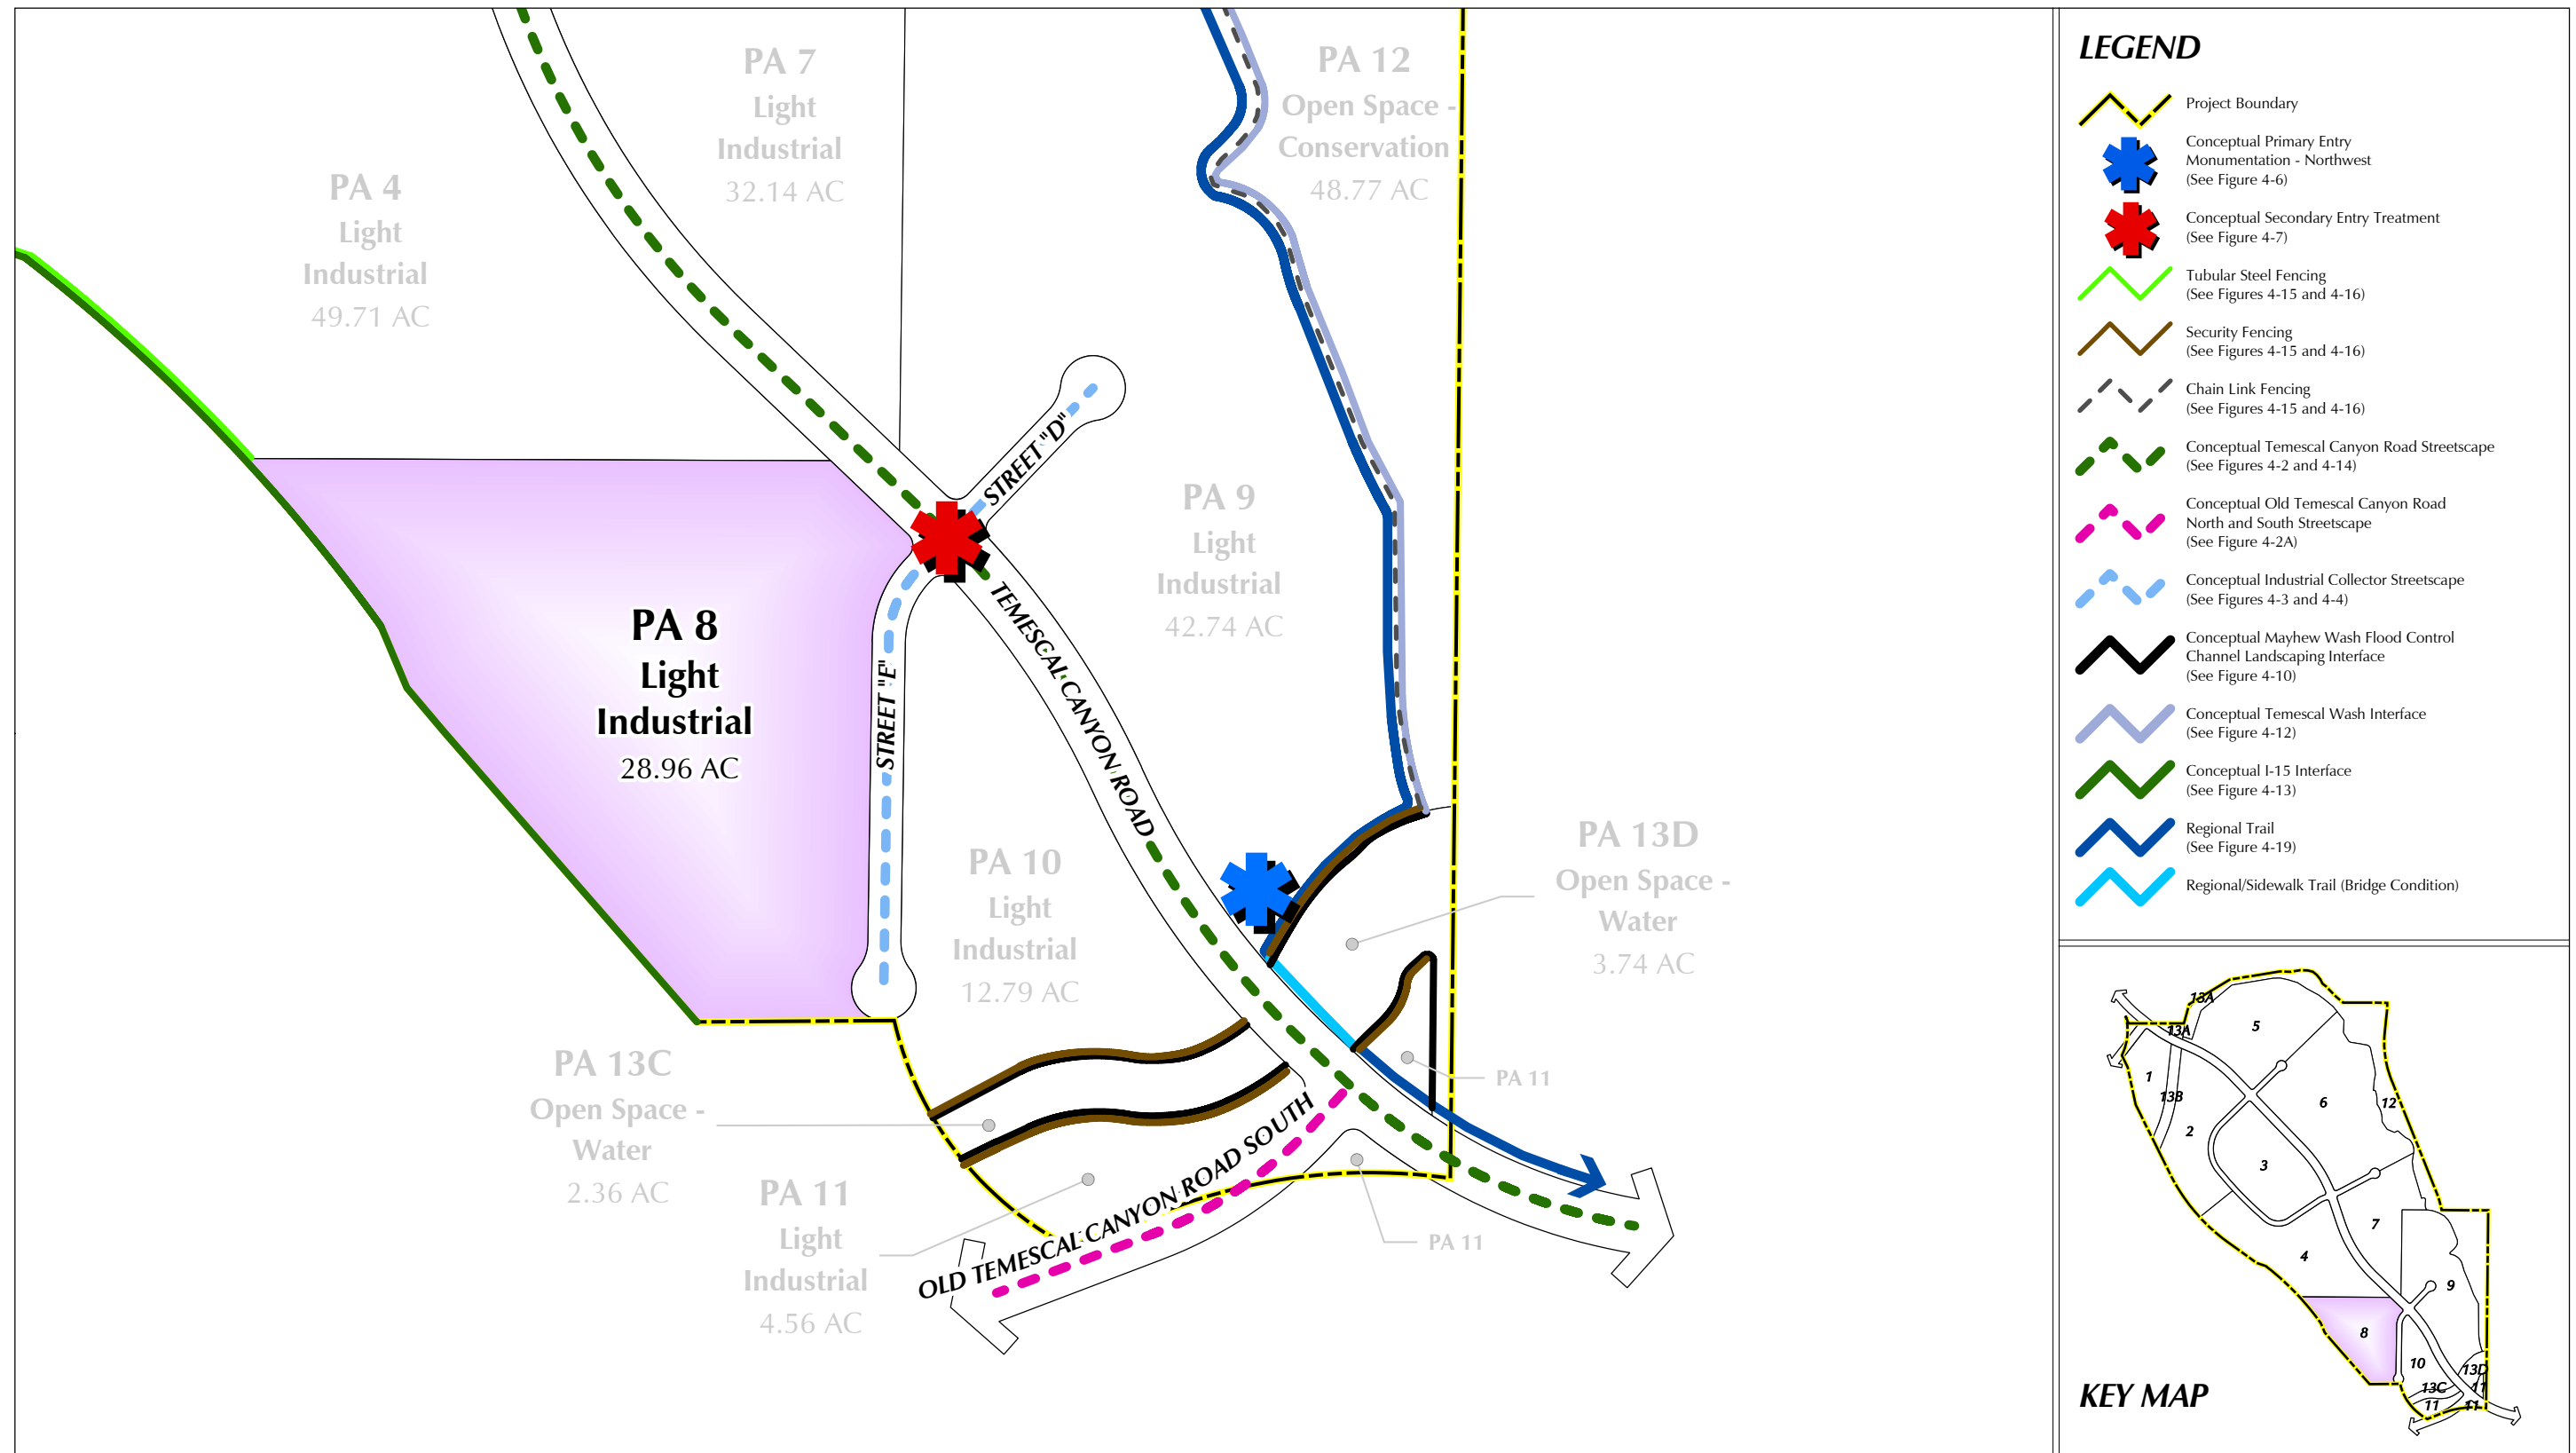 PA 7
Light
Industrial
32.14 AC
PA 12
Open Space -
Conservation
48.77 AC
PA 4
Light
Industrial
49.71 AC
STREET "D"
PA 9
Light
Industrial
42.74 AC
PA 8
Light
Industrial
28.96 AC
STREET "E"
TEMESCAL CANYON ROAD
PA 10
Light
Industrial
12.79 AC
PA 13D
Open Space -
Water
3.74 AC
PA 13C
Open Space -
Water
2.36 AC
PA 11
PA 11
Light
Industrial
4.56 AC
OLD TEMESCAL CANYON ROAD SOUTH
PA 11
LEGEND
Project Boundary
Conceptual Primary Entry
Monumentation - Northwest
(See Figure 4-6)
Conceptual Secondary Entry Treatment
(See Figure 4-7)
Tubular Steel Fencing
(See Figures 4-15 and 4-16)
Security Fencing
(See Figures 4-15 and 4-16)
Chain Link Fencing
(See Figures 4-15 and 4-16)
Conceptual Temescal Canyon Road Streetscape
(See Figures 4-2 and 4-14)
Conceptual Old Temescal Canyon Road
North and South Streetscape
(See Figure 4-2A)
Conceptual Industrial Collector Streetscape
(See Figures 4-3 and 4-4)
Conceptual Mayhew Wash Flood Control
Channel Landscaping Interface
(See Figure 4-10)
Conceptual Temescal Wash Interface
(See Figure 4-12)
Conceptual I-15 Interface
(See Figure 4-13)
Regional Trail
(See Figure 4-19)
Regional/Sidewalk Trail (Bridge Condition)
13A
5
13A
1
13B
6
12
2
3
7
4
9
8
10
13D
13C
11
11
11
KEY MAP